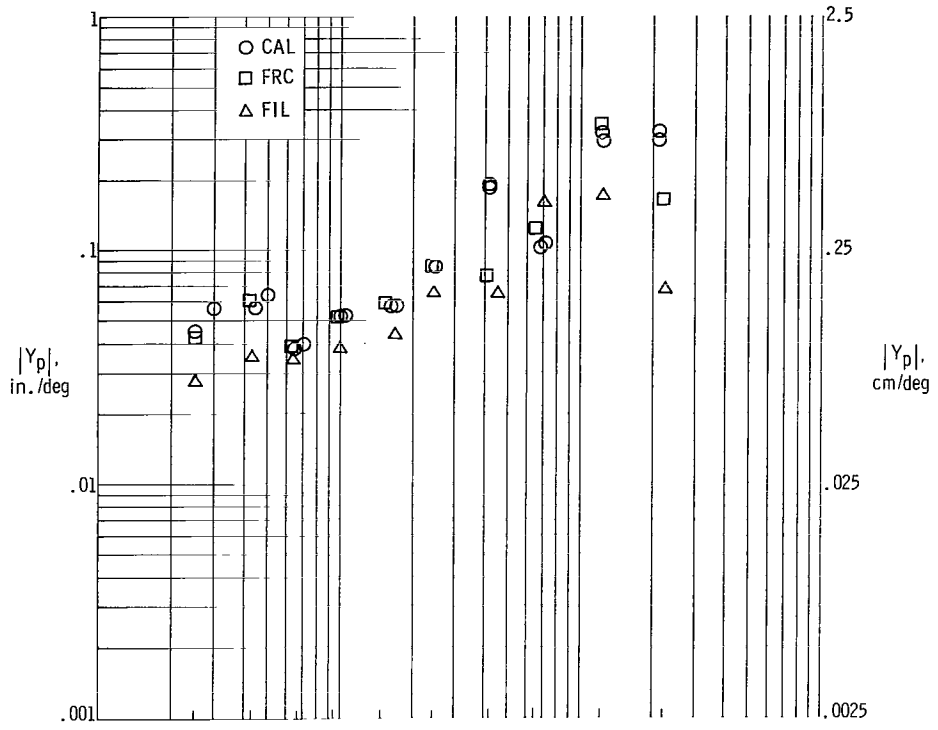 1
2.5
CAL
FRC
FIL
.1
.25
|Yp|,
in./deg
|Yp|,
cm/deg
.01
.025
.001
.0025